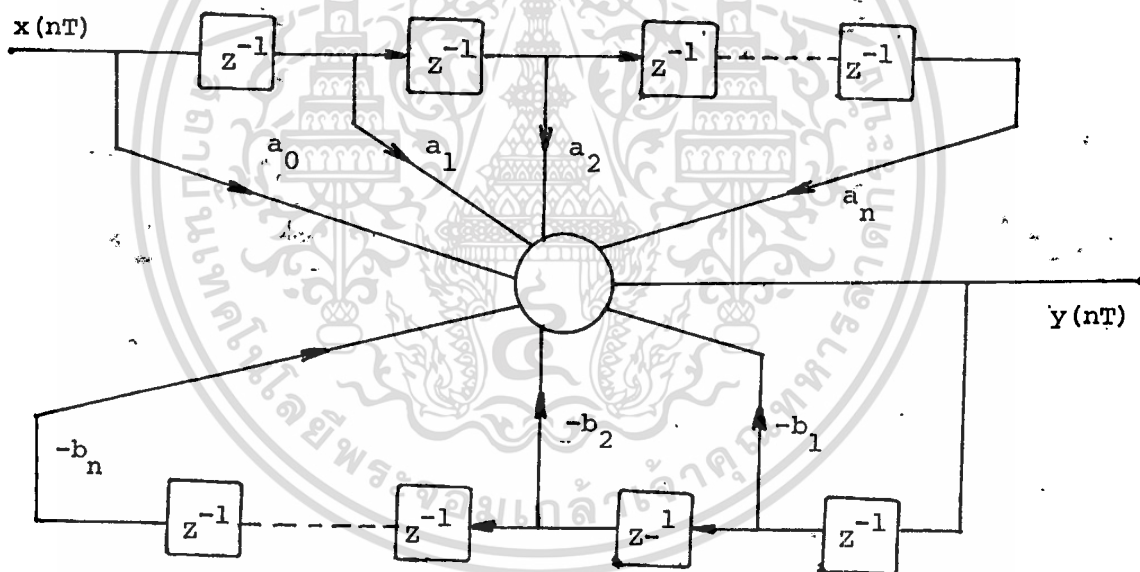 x(nT)
z⁻¹ z⁻¹ z⁻¹ z⁻¹
a₀ a₁ a₂ aₙ
y(nT)
-bₙ -b₂ -b₁
z⁻¹ z⁻¹ z-¹ z⁻¹